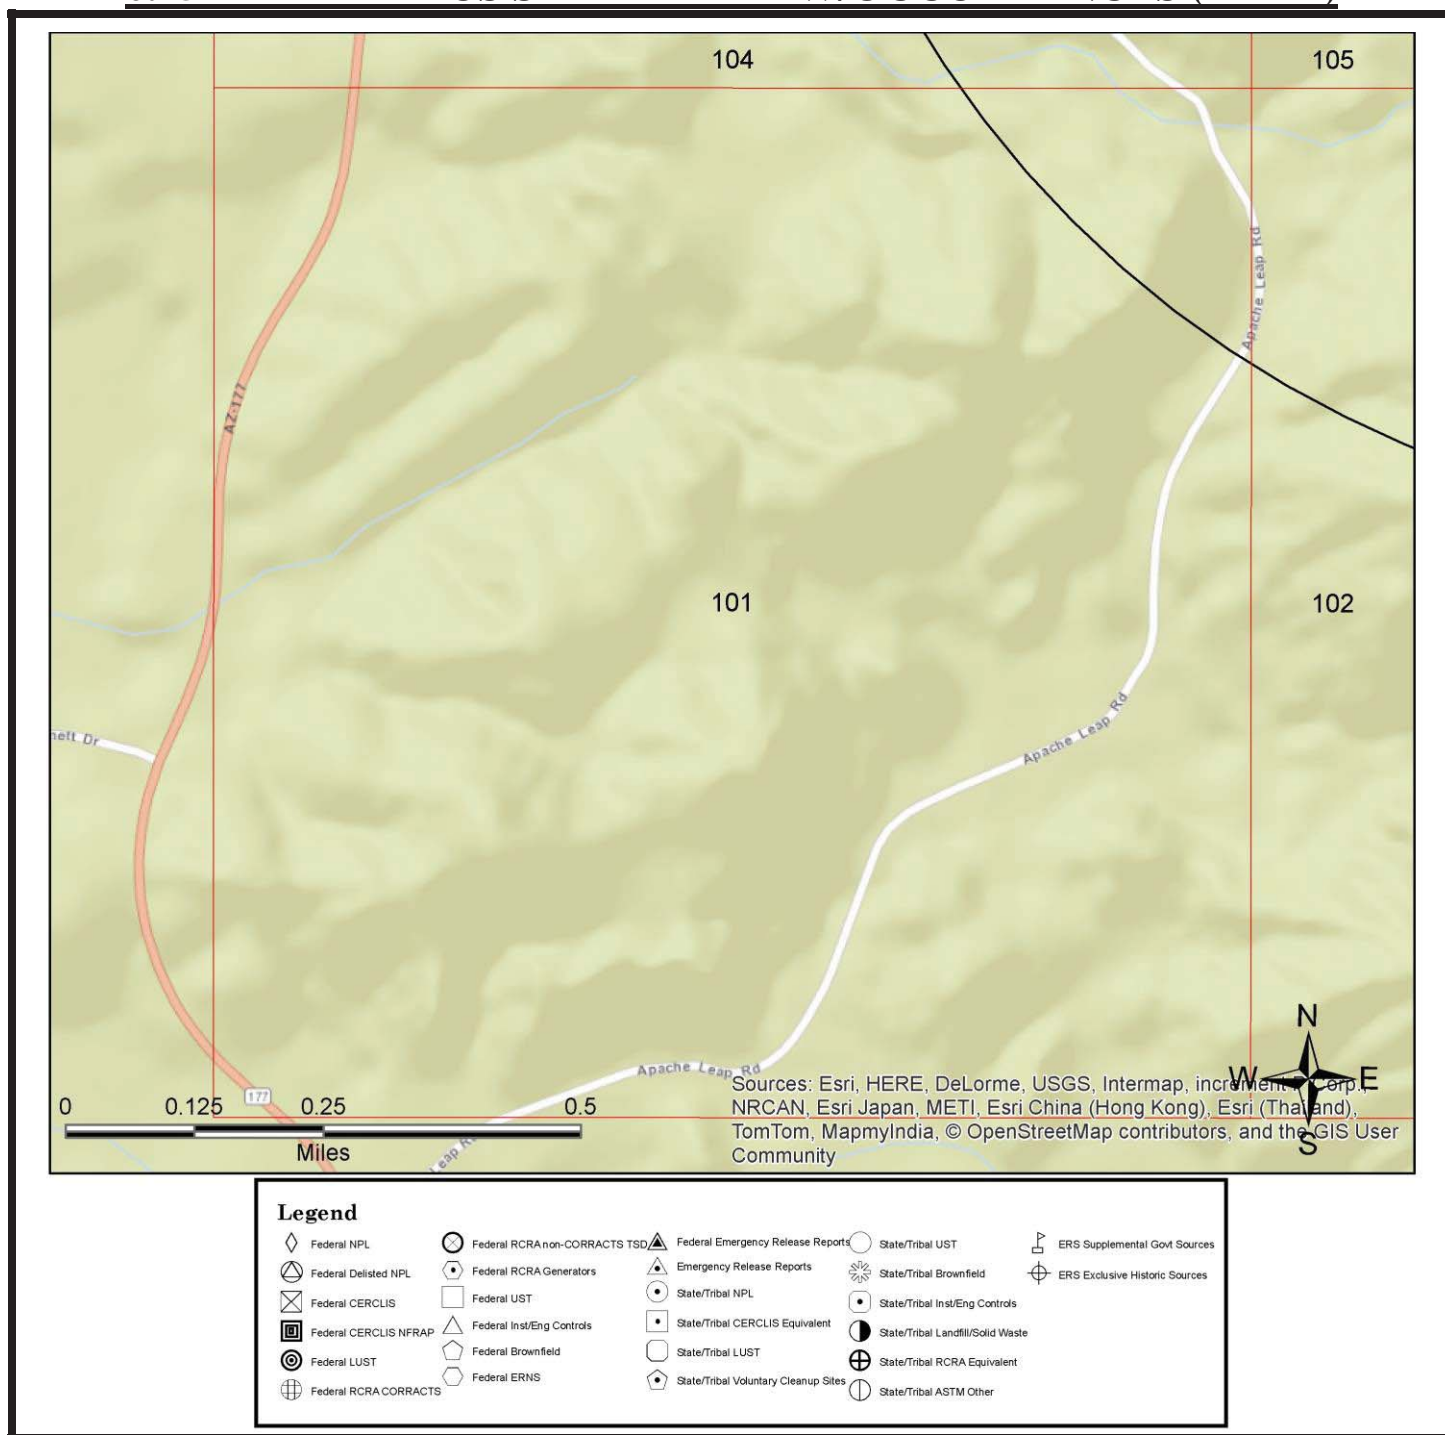 104
105
Apache Leap Rd
AZ-177
101
102
Apache Leap Rd
Dr
N
W
E
S
Apache Leap Rd
177
Leap Rd
Sources: Esri, HERE, DeLorme, USGS, Intermap, increment P Corp.,
NRCAN, Esri Japan, METI, Esri China (Hong Kong), Esri (Thailand),
TomTom, MapmyIndia, © OpenStreetMap contributors, and the GIS User
Community
0 0.125 0.25 0.5
Miles
Legend
Federal NPL
Federal Delisted NPL
Federal CERCLIS
Federal CERCLIS NFRAP
Federal LUST
Federal RCRA CORRACTS
Federal RCRA non-CORRACTS TSD
Federal RCRA Generators
Federal UST
Federal Inst/Eng Controls
Federal Brownfield
Federal ERNS
Federal Emergency Release Reports
Emergency Release Reports
State/Tribal NPL
State/Tribal CERCLIS Equivalent
State/Tribal LUST
State/Tribal Voluntary Cleanup Sites
State/Tribal UST
State/Tribal Brownfield
State/Tribal Inst/Eng Controls
State/Tribal Landfill/Solid Waste
State/Tribal RCRA Equivalent
State/Tribal ASTM Other
ERS Supplemental Govt Sources
ERS Exclusive Historic Sources